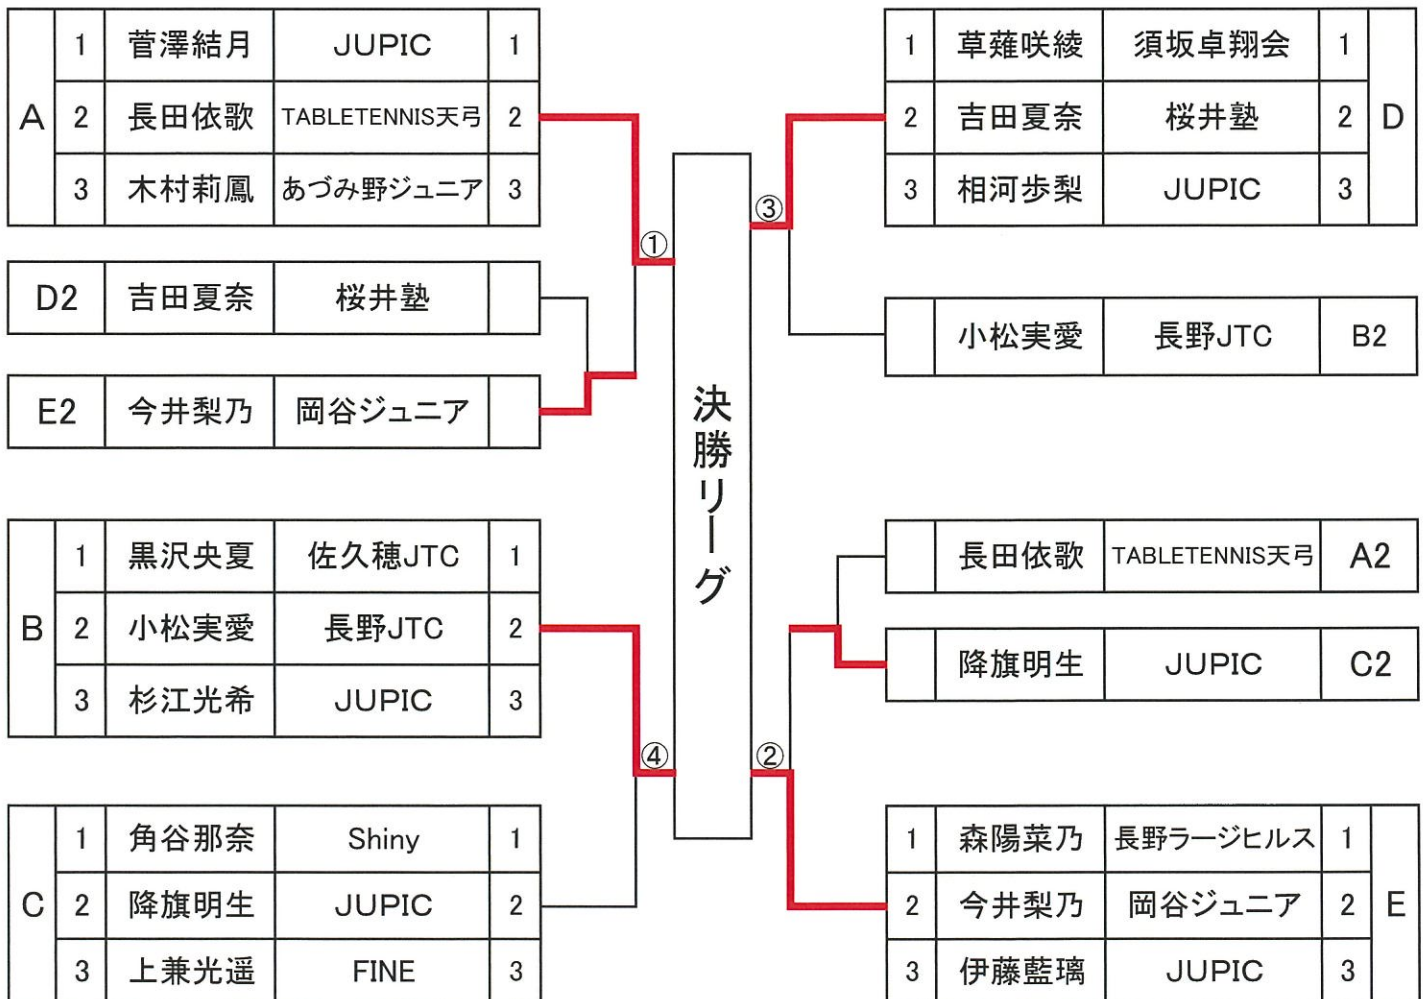 A
1 菅澤結月 JUPIC 1
2 長田依歌 TABLETENNIS天弓 2
3 木村莉鳳 あづみ野ジュニア 3
D2 吉田夏奈 桜井塾
E2 今井梨乃 岡谷ジュニア
B
1 黒沢央夏 佐久穂JTC 1
2 小松実愛 長野JTC 2
3 杉江光希 JUPIC 3
C
1 角谷那奈 Shiny 1
2 降旗明生 JUPIC 2
3 上兼光遥 FINE 3
①
④
決勝リーグ
③
②
1 草薙咲綾 須坂卓翔会 1
2 吉田夏奈 桜井塾 2
3 相河歩梨 JUPIC 3
D
小松実愛 長野JTC B2
長田依歌 TABLETENNIS天弓 A2
降旗明生 JUPIC C2
1 森陽菜乃 長野ラージヒルス 1
2 今井梨乃 岡谷ジュニア 2
3 伊藤藍璃 JUPIC 3
E